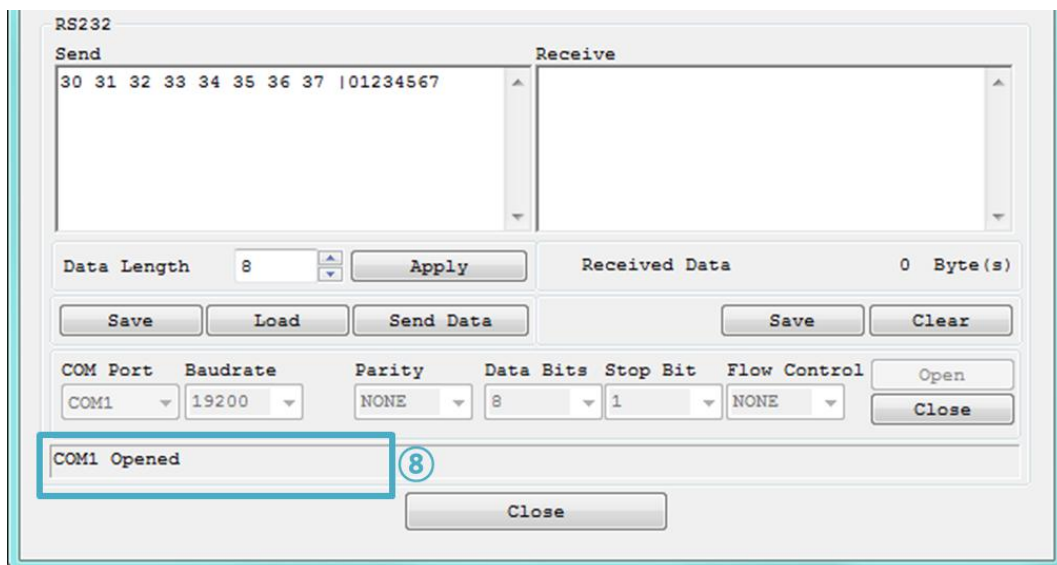 RS232
Send Receive
30 31 32 33 34 35 36 37 |01234567
Data Length 8 Apply Received Data 0 Byte(s)
Save Load Send Data Save Clear
COM Port Baudrate Parity Data Bits Stop Bit Flow Control Open
COM1 19200 NONE 8 1 NONE Close
COM1 Opened ⑧
Close